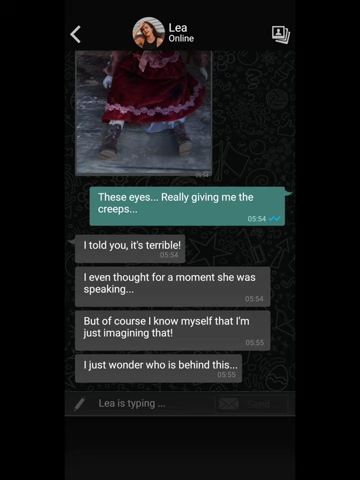 Lea
Online
These eyes... Really giving me the
creeps...
05:54
I told you, it's terrible!
05:54
I even thought for a moment she was
speaking...
05:54
But of course I know myself that I'm
just imagining that!
05:55
I just wonder who is behind this...
05:55
Lea is typing ...
Send